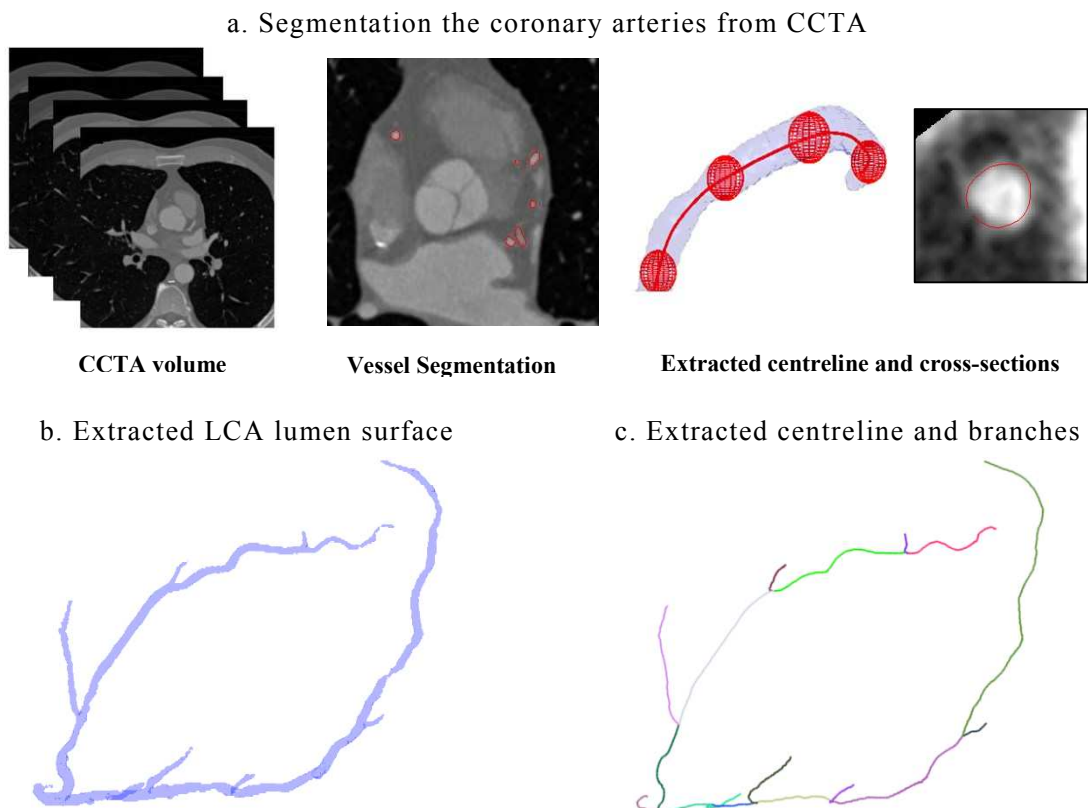 a. Segmentation the coronary arteries from CCTA
CCTA volume
Vessel Segmentation
Extracted centreline and cross-sections
b. Extracted LCA lumen surface
c. Extracted centreline and branches